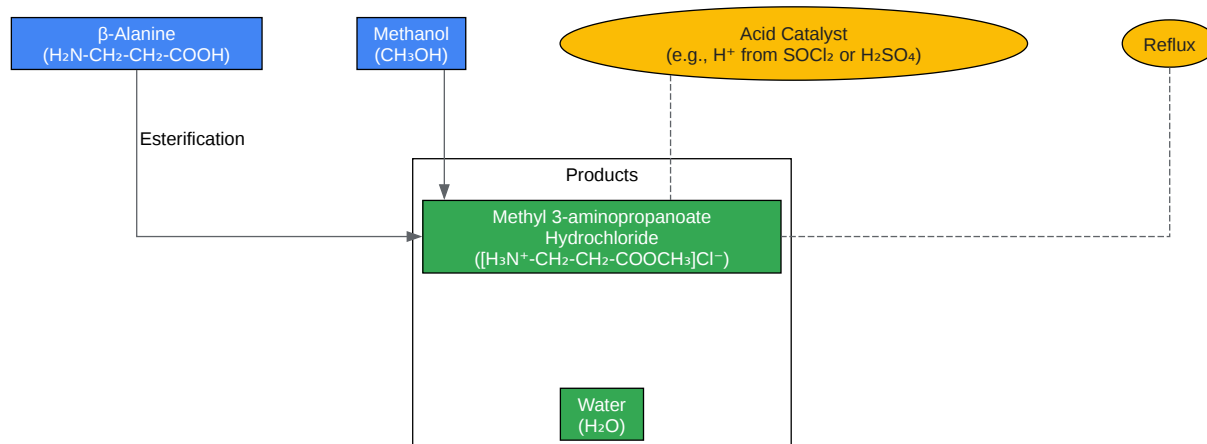 β-Alanine
(H₂N-CH₂-CH₂-COOH)
Methanol
(CH₃OH)
Acid Catalyst
(e.g., H⁺ from SOCl₂ or H₂SO₄)
Reflux
Esterification
Products
Methyl 3-aminopropanoate
Hydrochloride
([H₃N⁺-CH₂-CH₂-COOCH₃]Cl⁻)
Water
(H₂O)